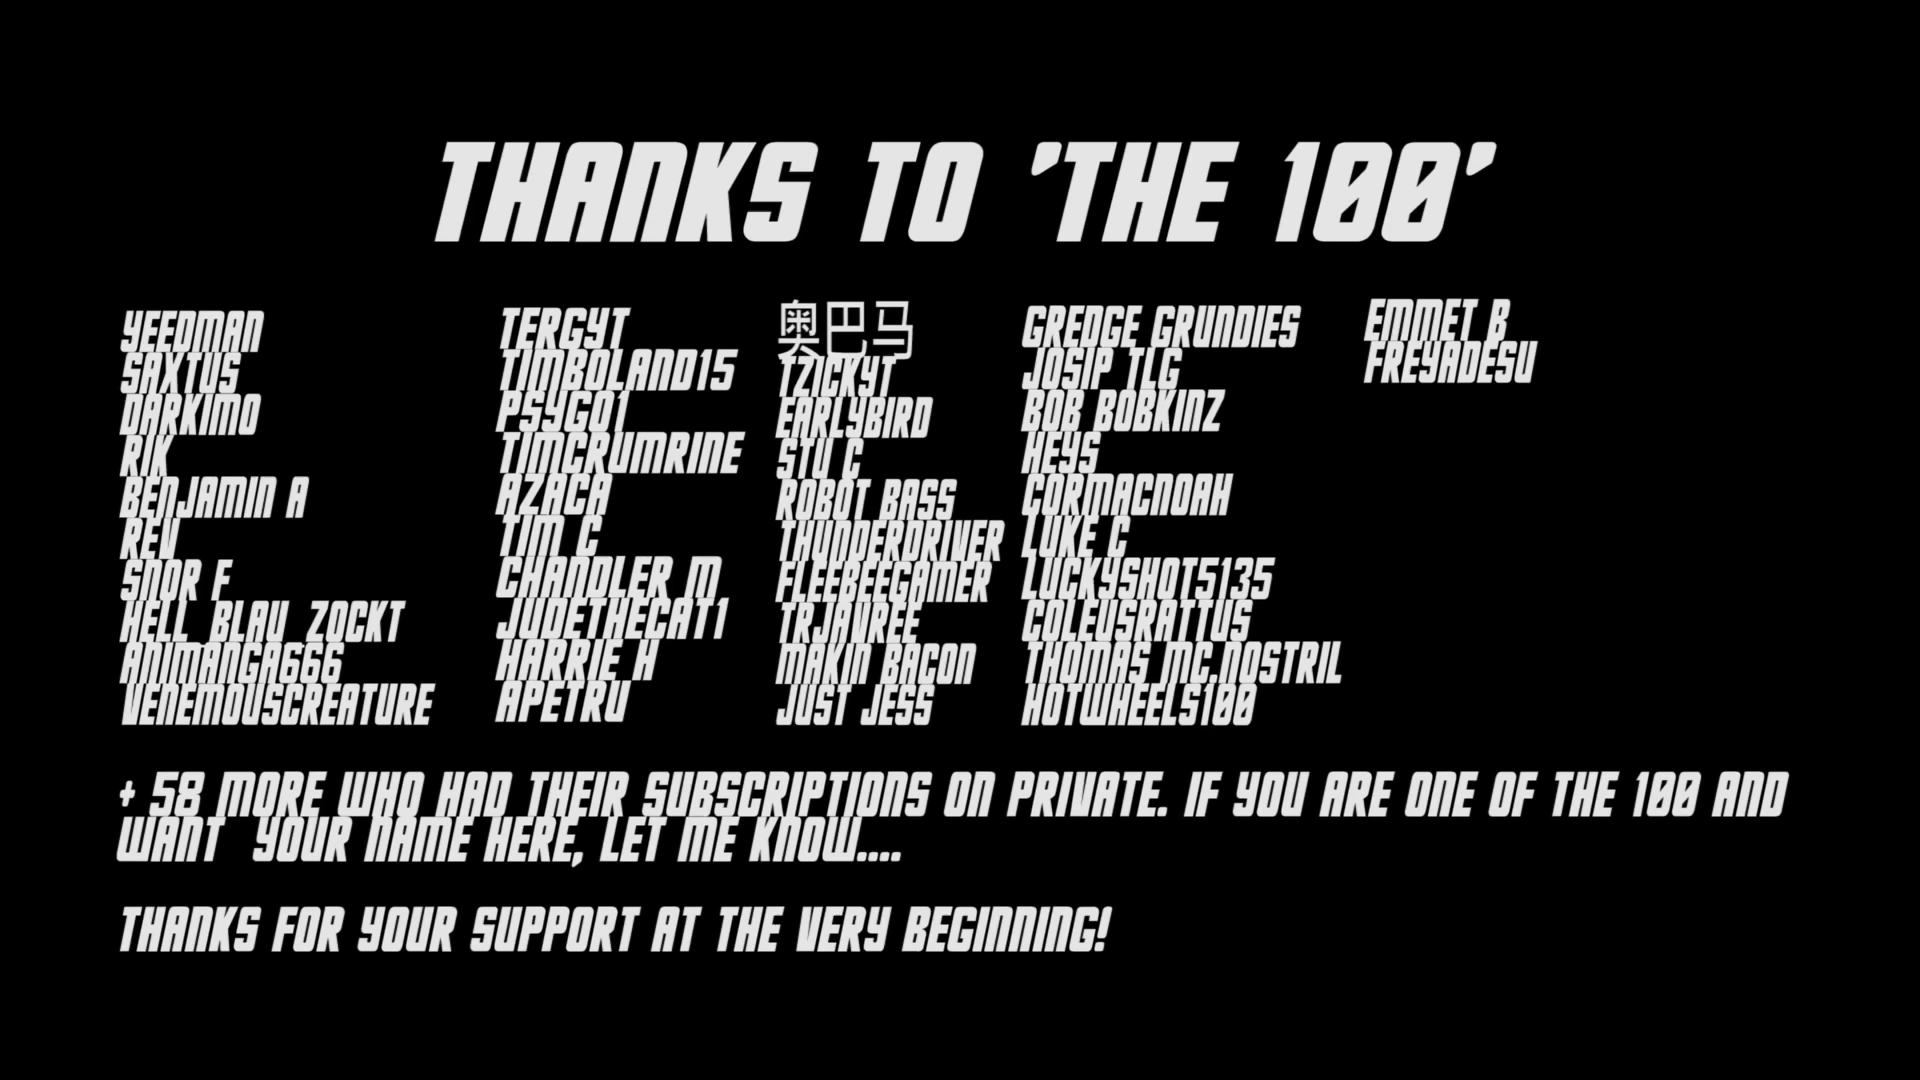 THANKS TO 'THE 100'
YEEDMAN
SAXTUS
DARKIMO
RIK
BENJAMIN A
REV
SNOR F
HELL_BLAU_ZOCKT
ANIMANGA666
VENEMOUSCREATURE
TERGYT
TIMBOLAND15
PSYGO1
TIMCRUMRINE
AZACA
TIM C
CHANDLER M
JUDETHECAT1
HARRIE H
APETRU
奥巴马
TZICKYT
EARLYBIRD
STU C
ROBOT BASS
THUNDERDRIVER
FLEEBEEGAMER
TRJAVREE
MAKIN BACON
JUST JESS
GREDGE GRUNDIES
JOSIP TLG
BOB BOBKINZ
HEYS
CORMACNOAH
LUKE C
LUCKYSHOT5135
COLEUSRATTUS
THOMAS MC.NOSTRIL
HOTWHEELS100
EMMET B
FREYADESU
+ 58 MORE WHO HAD THEIR SUBSCRIPTIONS ON PRIVATE. IF YOU ARE ONE OF THE 100 AND
WANT YOUR NAME HERE, LET ME KNOW....
THANKS FOR YOUR SUPPORT AT THE VERY BEGINNING!